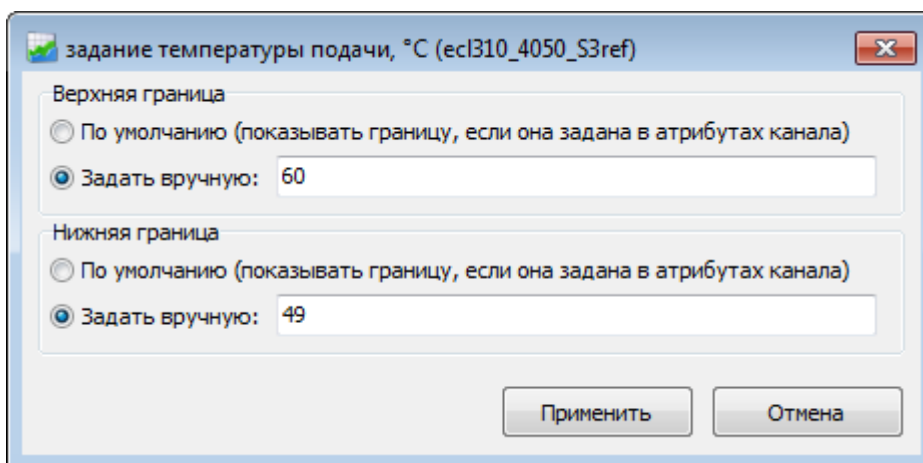 задание температуры подачи, °C (ecl310_4050_S3ref)
Верхняя граница
По умолчанию (показывать границу, если она задана в атрибутах канала)
Задать вручную: 60
Нижняя граница
По умолчанию (показывать границу, если она задана в атрибутах канала)
Задать вручную: 49
Применить Отмена